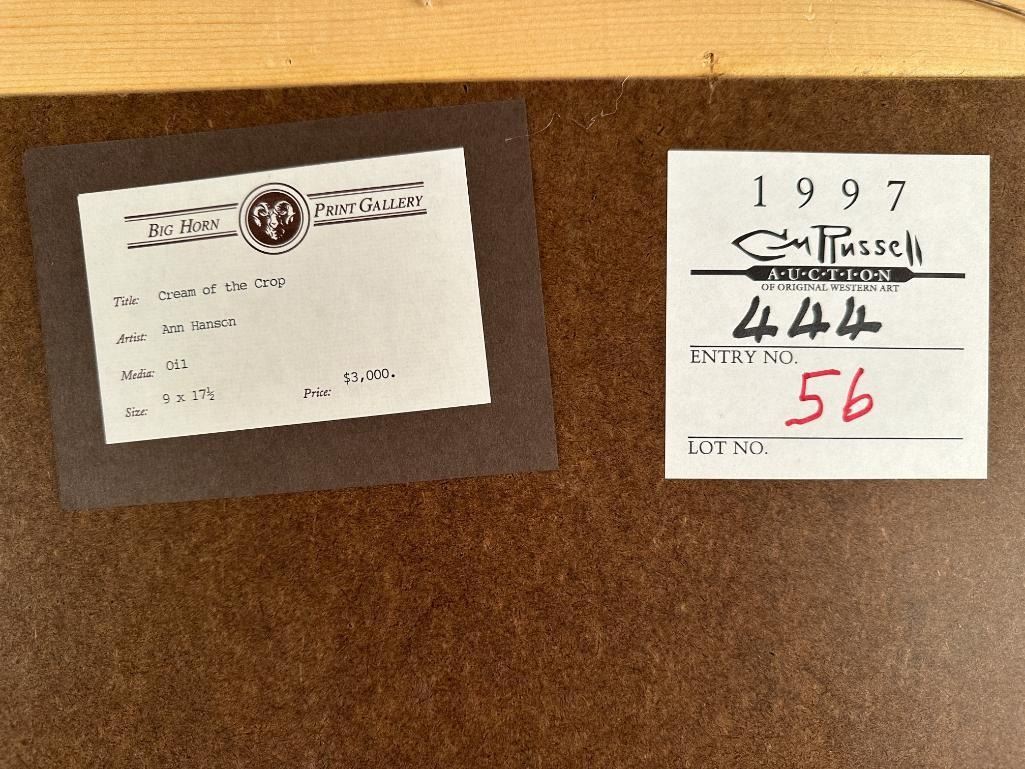 BIG HORN PRINT GALLERY
Title: Cream of the Crop
Artist: Ann Hanson
Media: Oil
Size: 9 x 17½
Price: $3,000.
1997
CM Russell
A·U·C·T·I·O·N
OF ORIGINAL WESTERN ART
444
ENTRY NO.
56
LOT NO.